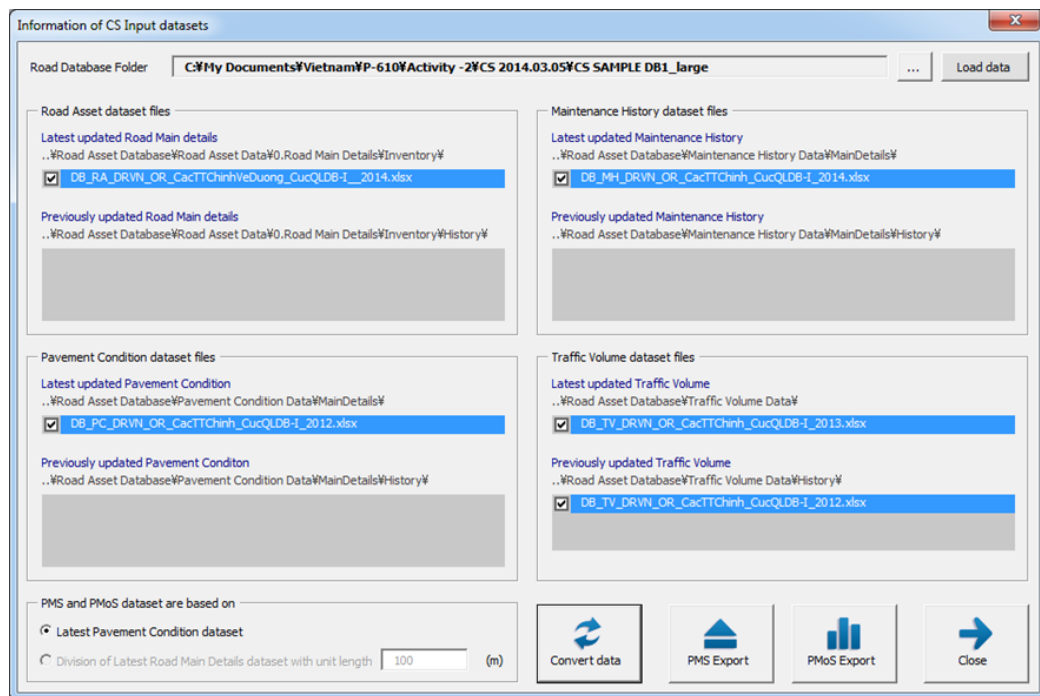 Information of CS Input datasets
Road Database Folder
C:¥My Documents¥Vietnam¥P-610¥Activity -2¥CS 2014.03.05¥CS SAMPLE DB1_large
...
Load data
Road Asset dataset files
Latest updated Road Main details
..¥Road Asset Database¥Road Asset Data¥0.Road Main Details¥Inventory¥
DB_RA_DRVN_OR_CacTTChinhVeDuong_CucQLDB-I__2014.xlsx
Previously updated Road Main details
..¥Road Asset Database¥Road Asset Data¥0.Road Main Details¥Inventory¥History¥
Maintenance History dataset files
Latest updated Maintenance History
..¥Road Asset Database¥Maintenance History Data¥MainDetails¥
DB_MH_DRVN_OR_CacTTChinh_CucQLDB-I_2014.xlsx
Previously updated Maintenance History
..¥Road Asset Database¥Maintenance History Data¥MainDetails¥History¥
Pavement Condition dataset files
Latest updated Pavement Condition
..¥Road Asset Database¥Pavement Condition Data¥MainDetails¥
DB_PC_DRVN_OR_CacTTChinh_CucQLDB-I_2012.xlsx
Previously updated Pavement Conditon
..¥Road Asset Database¥Pavement Condition Data¥MainDetails¥History¥
Traffic Volume dataset files
Latest updated Traffic Volume
..¥Road Asset Database¥Traffic Volume Data¥
DB_TV_DRVN_OR_CacTTChinh_CucQLDB-I_2013.xlsx
Previously updated Traffic Volume
..¥Road Asset Database¥Traffic Volume Data¥History¥
DB_TV_DRVN_OR_CacTTChinh_CucQLDB-I_2012.xlsx
PMS and PMoS dataset are based on
Latest Pavement Condition dataset
Division of Latest Road Main Details dataset with unit length 100 (m)
Convert data
PMS Export
PMoS Export
Close